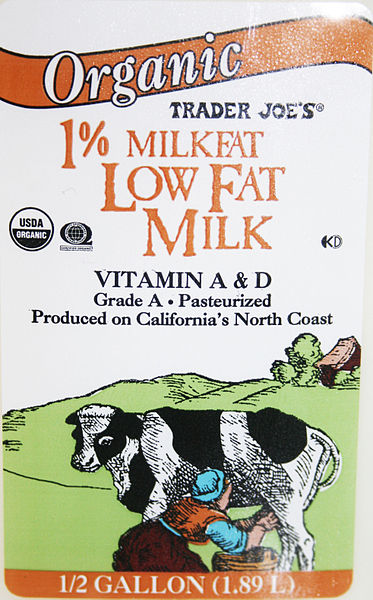 Organic
TRADER JOE'S®
1% MILKFAT
LOW FAT
MILK
USDA
ORGANIC
Q
KD
VITAMIN A & D
Grade A • Pasteurized
Produced on California's North Coast
1/2 GALLON (1.89 L)